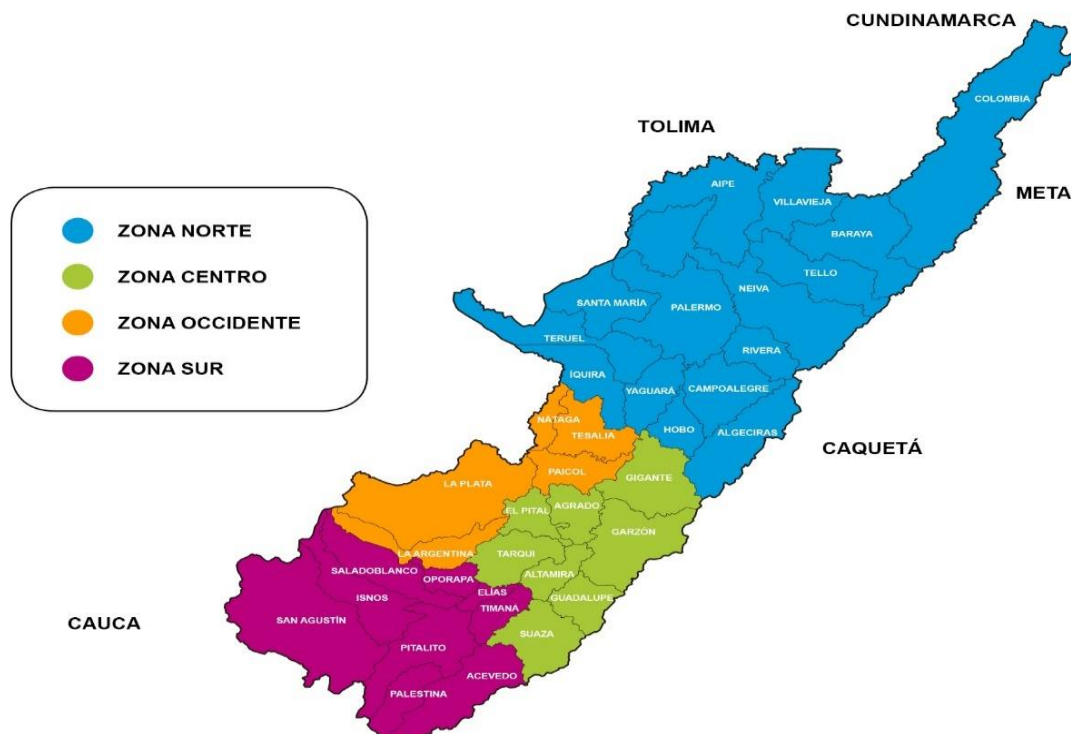 CUNDINAMARCA
COLOMBIA
TOLIMA
META
AIPE
VILLAVIEJA
BARAYA
TELLO
NEIVA
SANTA MARÍA
PALERMO
TERUEL
RIVERA
ÍQUIRA
YAGUARÁ
CAMPOALEGRE
HOBO
ALGECIRAS
CAQUETÁ
ZONA NORTE
ZONA CENTRO
ZONA OCCIDENTE
ZONA SUR
NÁTAGA
TESALIA
PAICOL
LA PLATA
GIGANTE
EL PITAL
AGRADO
GARZÓN
LA ARGENTINA
TARQUI
ALTAMIRA
SALADOBLANCO
OPORAPA
ELÍAS
GUADALUPE
ISNOS
TIMANÁ
SAN AGUSTÍN
SUAZA
CAUCA
PITALITO
ACEVEDO
PALESTINA